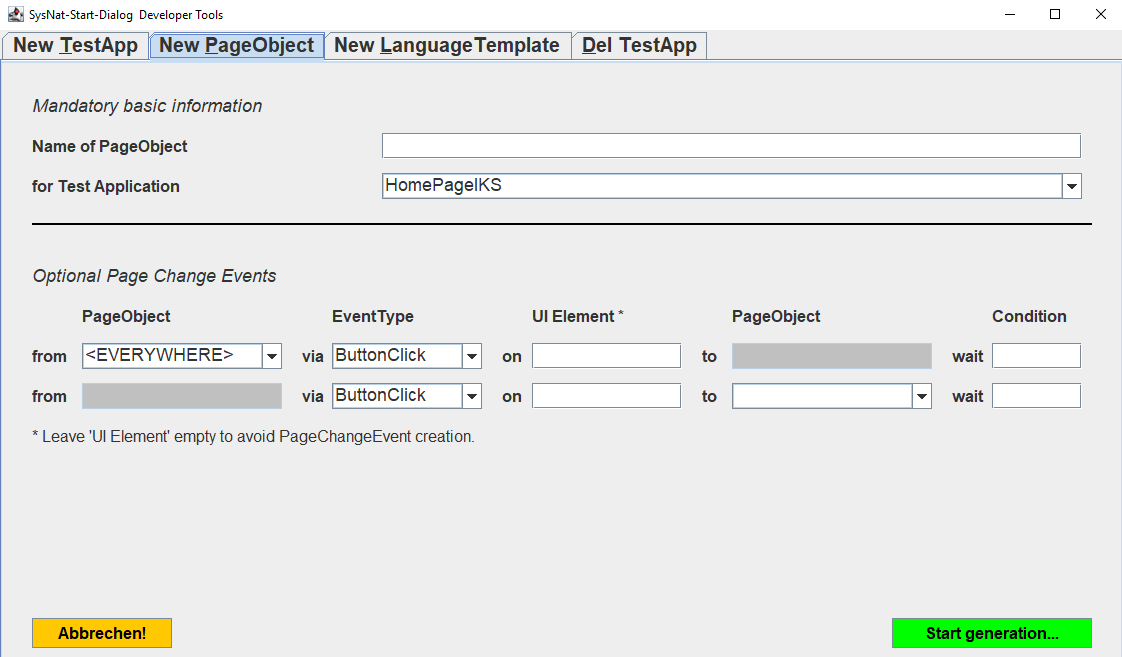 SysNat-Start-Dialog Developer Tools
New TestApp New PageObject New LanguageTemplate Del TestApp
Mandatory basic information
Name of PageObject
for Test Application HomePageIKS
Optional Page Change Events
PageObject EventType UI Element * PageObject Condition
from <EVERYWHERE> via ButtonClick on to wait
from via ButtonClick on to wait
* Leave 'UI Element' empty to avoid PageChangeEvent creation.
Abbrechen! Start generation...